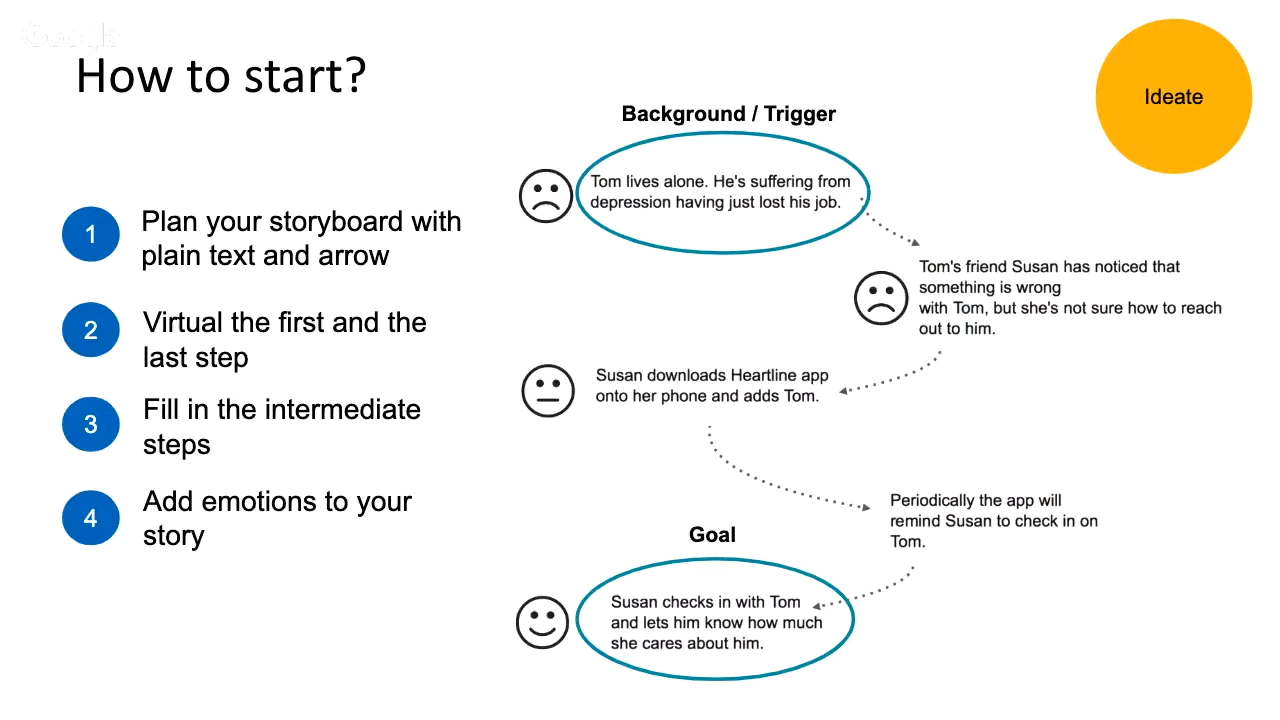 Google
How to start?
Ideate
1
Plan your storyboard with
plain text and arrow
2
Virtual the first and the
last step
3
Fill in the intermediate
steps
4
Add emotions to your
story
Background / Trigger
Tom lives alone. He's suffering from
depression having just lost his job.
Tom's friend Susan has noticed that
something is wrong
with Tom, but she's not sure how to reach
out to him.
Susan downloads Heartline app
onto her phone and adds Tom.
Periodically the app will
remind Susan to check in on
Tom.
Goal
Susan checks in with Tom
and lets him know how much
she cares about him.